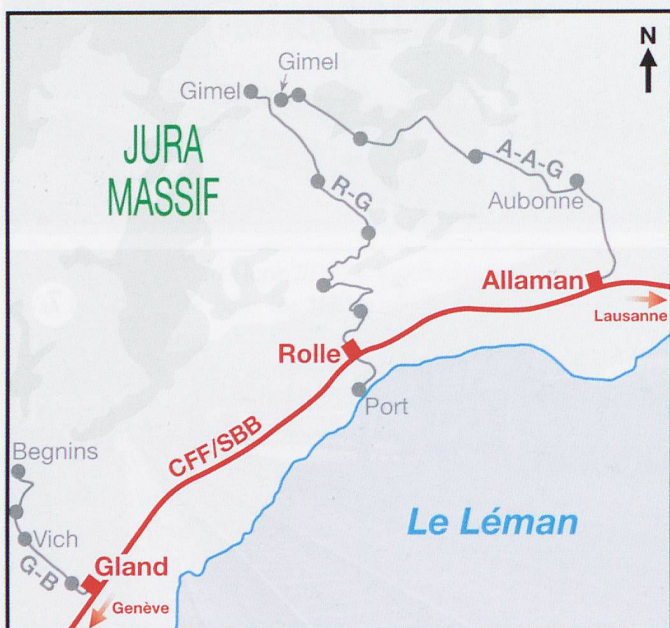 N
Gimel
Gimel
JURA
MASSIF
A-A-G
R-G
Aubonne
Allaman
Lausanne
Rolle
Port
CFF/SBB
Begnins
Le Léman
Vich
G-B
Gland
Genève